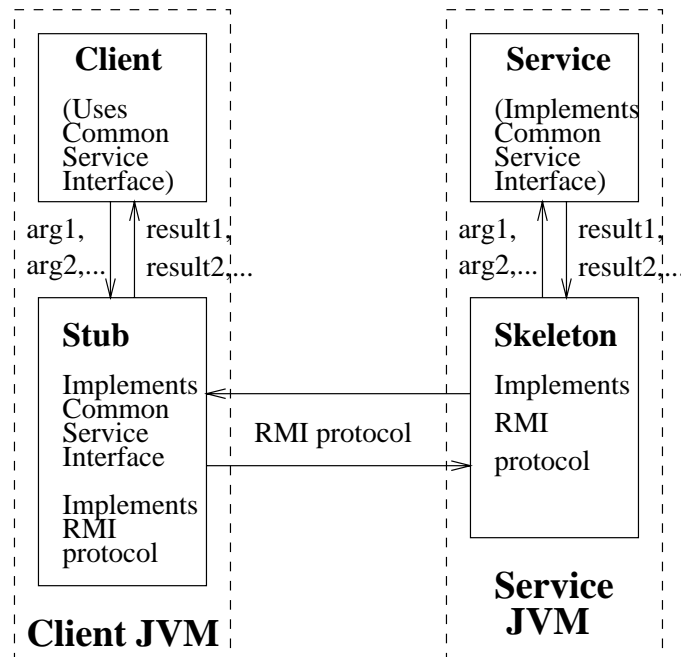 Client
(Uses
Common
Service
Interface)
arg1,
arg2,...
result1,
result2,...
Stub
Implements
Common
Service
Interface
Implements
RMI
protocol
Client JVM
RMI protocol
Service
(Implements
Common
Service
Interface)
arg1,
arg2,...
result1,
result2,...
Skeleton
Implements
RMI
protocol
Service
JVM